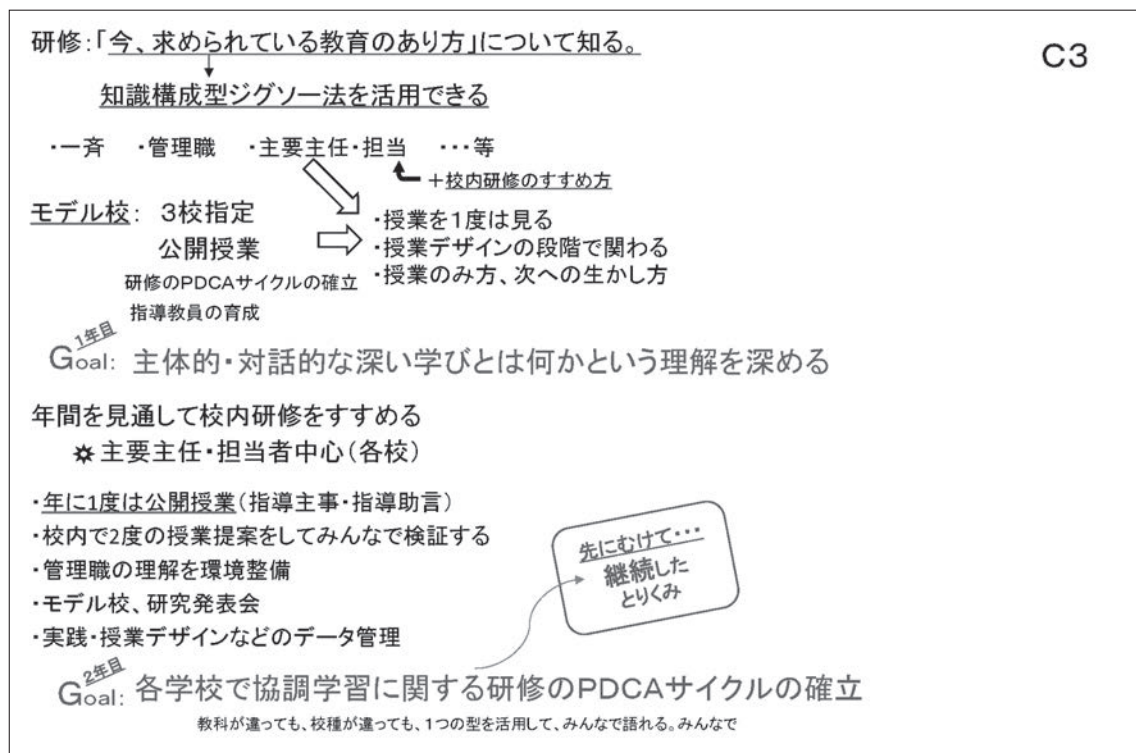 研修：「今、求められている教育のあり方」について知る。
C3
知識構成型ジグソー法を活用できる
・一斉　・管理職　・主要主任・担当　・・・等
＋校内研修のすすめ方
モデル校：　3校指定
公開授業
研修のPDCAサイクルの確立
指導教員の育成
・授業を1度は見る
・授業デザインの段階で関わる
・授業のみ方、次への生かし方
1年目
Goal：主体的・対話的な深い学びとは何かという理解を深める
年間を見通して校内研修をすすめる
主要主任・担当者中心（各校）
・年に1度は公開授業（指導主事・指導助言）
・校内で2度の授業提案をしてみんなで検証する
・管理職の理解を環境整備
・モデル校、研究発表会
・実践・授業デザインなどのデータ管理
先にむけて・・・
継続した
とりくみ
2年目
Goal：各学校で協調学習に関する研修のPDCAサイクルの確立
教科が違っても、校種が違っても、1つの型を活用して、みんなで語れる。みんなで